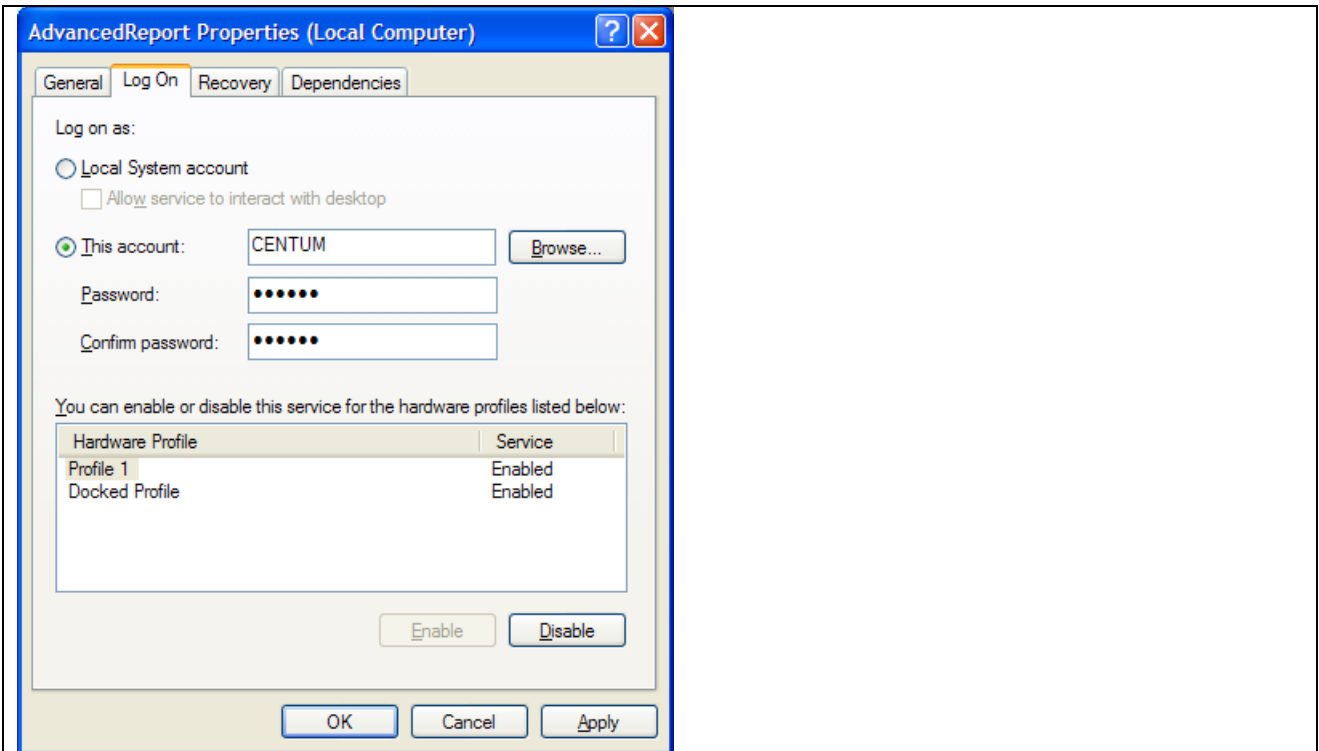 AdvancedReport Properties (Local Computer)
General Log On Recovery Dependencies
Log on as:
Local System account
Allow service to interact with desktop
This account: CENTUM Browse...
Password: ●●●●●●
Confirm password: ●●●●●●
You can enable or disable this service for the hardware profiles listed below:
Hardware Profile Service
Profile 1 Enabled
Docked Profile Enabled
Enable Disable
OK Cancel Apply